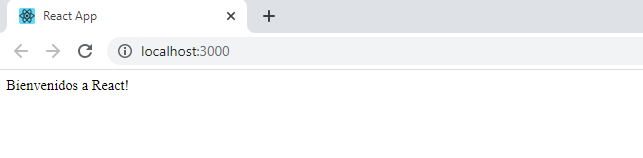 React App
localhost:3000
Bienvenidos a React!